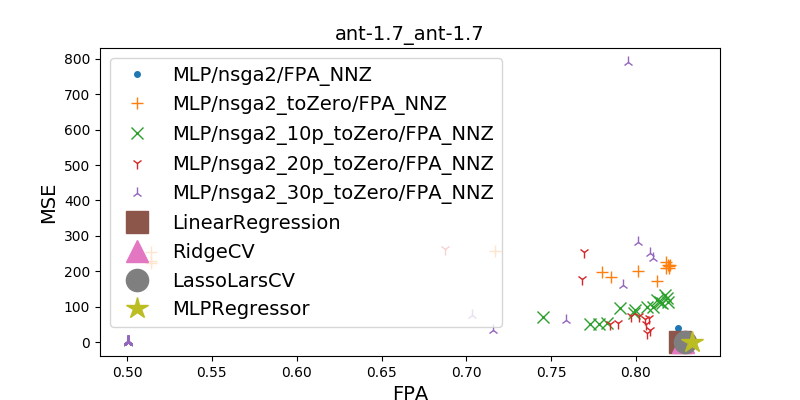 ant-1.7_ant-1.7
800
700
600
500
400
300
200
100
0
MSE
MLP/nsga2/FPA_NNZ
MLP/nsga2_toZero/FPA_NNZ
MLP/nsga2_10p_toZero/FPA_NNZ
MLP/nsga2_20p_toZero/FPA_NNZ
MLP/nsga2_30p_toZero/FPA_NNZ
LinearRegression
RidgeCV
LassoLarsCV
MLPRegressor
0.50 0.55 0.60 0.65 0.70 0.75 0.80
FPA